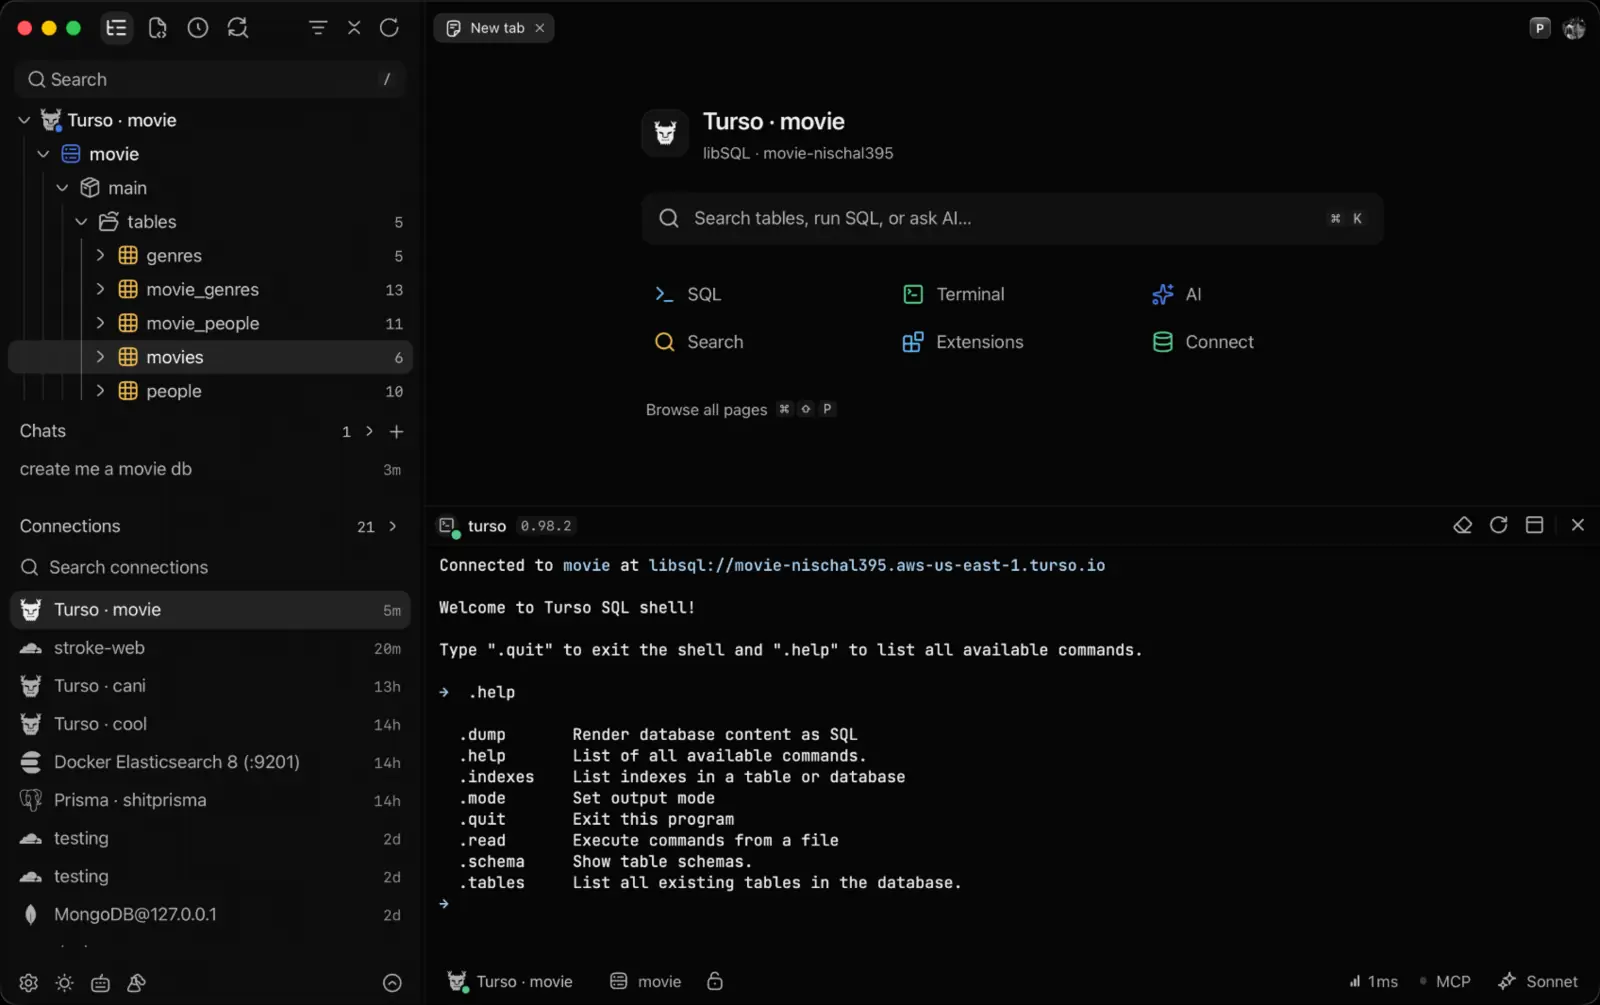 New tab
P
Search /
Turso · movie
movie
main
tables 5
genres 5
movie_genres 13
movie_people 11
movies 6
people 10
Chats 1
create me a movie db 3m
Connections 21
Search connections
Turso · movie 5m
stroke-web 20m
Turso · cani 13h
Turso · cool 14h
Docker Elasticsearch 8 (:9201) 14h
Prisma · shitprisma 14h
testing 2d
testing 2d
MongoDB@127.0.0.1 2d
Turso · movie
libSQL · movie-nischal395
Search tables, run SQL, or ask AI... ⌘ K
SQL Terminal AI
Search Extensions Connect
Browse all pages ⌘ ⇧ P
turso 0.98.2
Connected to movie at libsql://movie-nischal395.aws-us-east-1.turso.io
Welcome to Turso SQL shell!
Type ".quit" to exit the shell and ".help" to list all available commands.
→ .help
.dump Render database content as SQL
.help List of all available commands.
.indexes List indexes in a table or database
.mode Set output mode
.quit Exit this program
.read Execute commands from a file
.schema Show table schemas.
.tables List all existing tables in the database.
→
Turso · movie movie 1ms MCP Sonnet